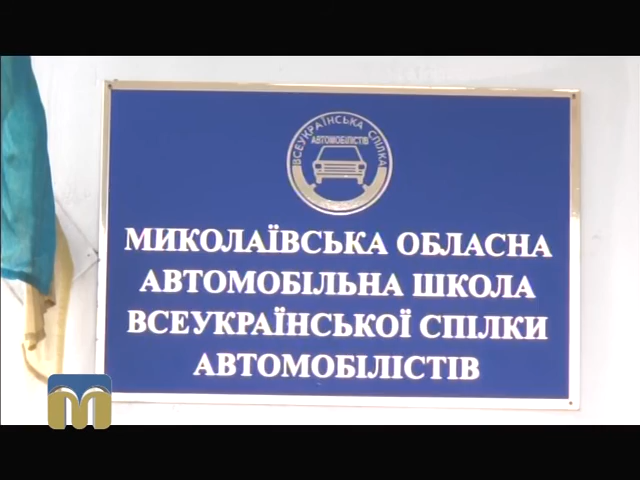 ВСЕУКРАЇНСЬКА СПІЛКА
АВТОМОБІЛІСТІВ
МИКОЛАЇВСЬКА ОБЛАСНА
АВТОМОБІЛЬНА ШКОЛА
ВСЕУКРАЇНСЬКОЇ СПІЛКИ
АВТОМОБІЛІСТІВ
М